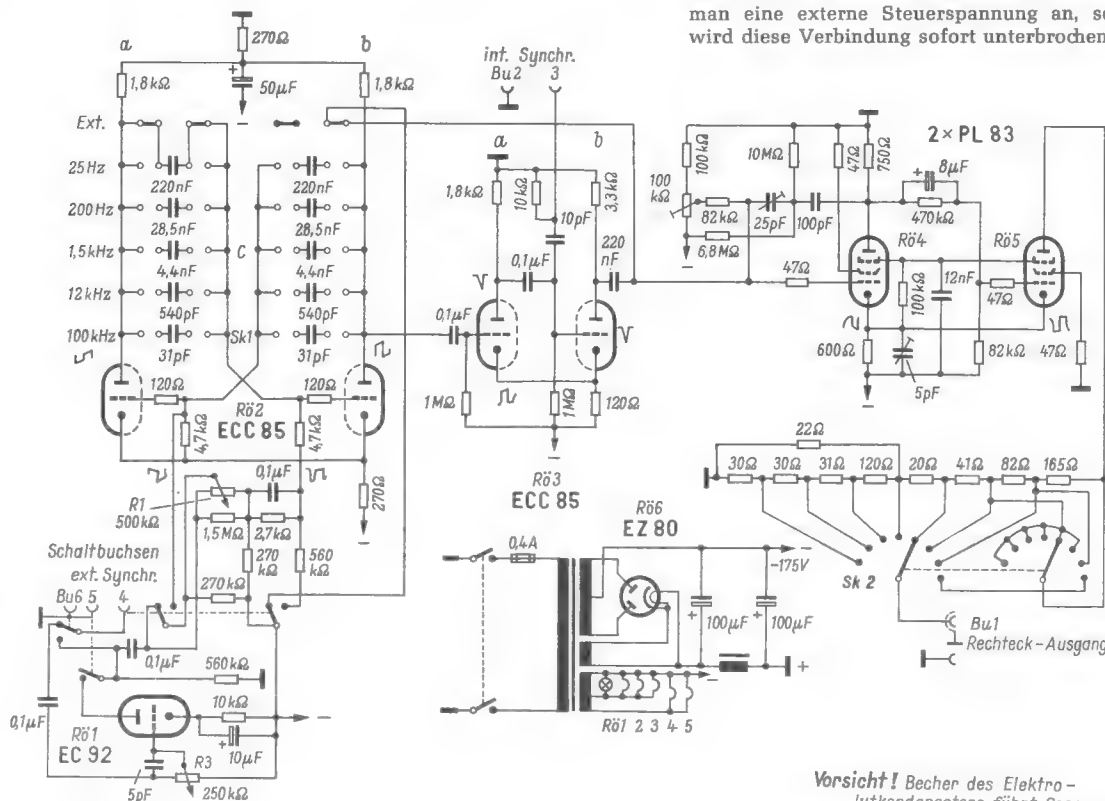 man eine externe Steuerspannung an, so
wird diese Verbindung sofort unterbrochen
a
270Ω
b
+
50µF
–
1,8kΩ
1,8kΩ
int. Synchr.
Bu2 3
Ext.
25Hz
220nF
220nF
200Hz
28,5nF
28,5nF
1,5kHz
C
4,4nF
4,4nF
12kHz
540pF
540pF
100kHz
Sk1
31pF
31pF
120Ω
120Ω
Rö2
ECC 85
4,7kΩ
4,7kΩ
270Ω
–
a
b
1,8kΩ
10kΩ
10pF
3,3kΩ
0,1µF
220
nF
0,1µF
1MΩ
1MΩ
120Ω
–
Rö3
ECC 85
2 × PL 83
100kΩ
100
kΩ
82kΩ
6,8MΩ
–
10MΩ
25pF
100pF
47Ω
750Ω
+
8µF
470kΩ
47Ω
Rö4
Rö5
100kΩ
12nF
47Ω
600Ω
5pF
82kΩ
47Ω
–
22Ω
30Ω
30Ω
31Ω
120Ω
20Ω
41Ω
82Ω
165Ω
Sk 2
Bu1
Rechteck-Ausgang
R1
500kΩ
0,1µF
1,5MΩ
2,7kΩ
270
kΩ
560
kΩ
270kΩ
Schaltbuchsen
ext. Synchr.
Bu6 5 4
0,1µF
560kΩ
10kΩ
–
+
10µF
0,1µF
Rö1
EC 92
5pF
R3
250kΩ
Rö6
EZ 80
0,4A
–
-175V
100µF
+
100µF
+
+
–
Rö1 2 3 4 5
Vorsicht! Becher des Elektro-